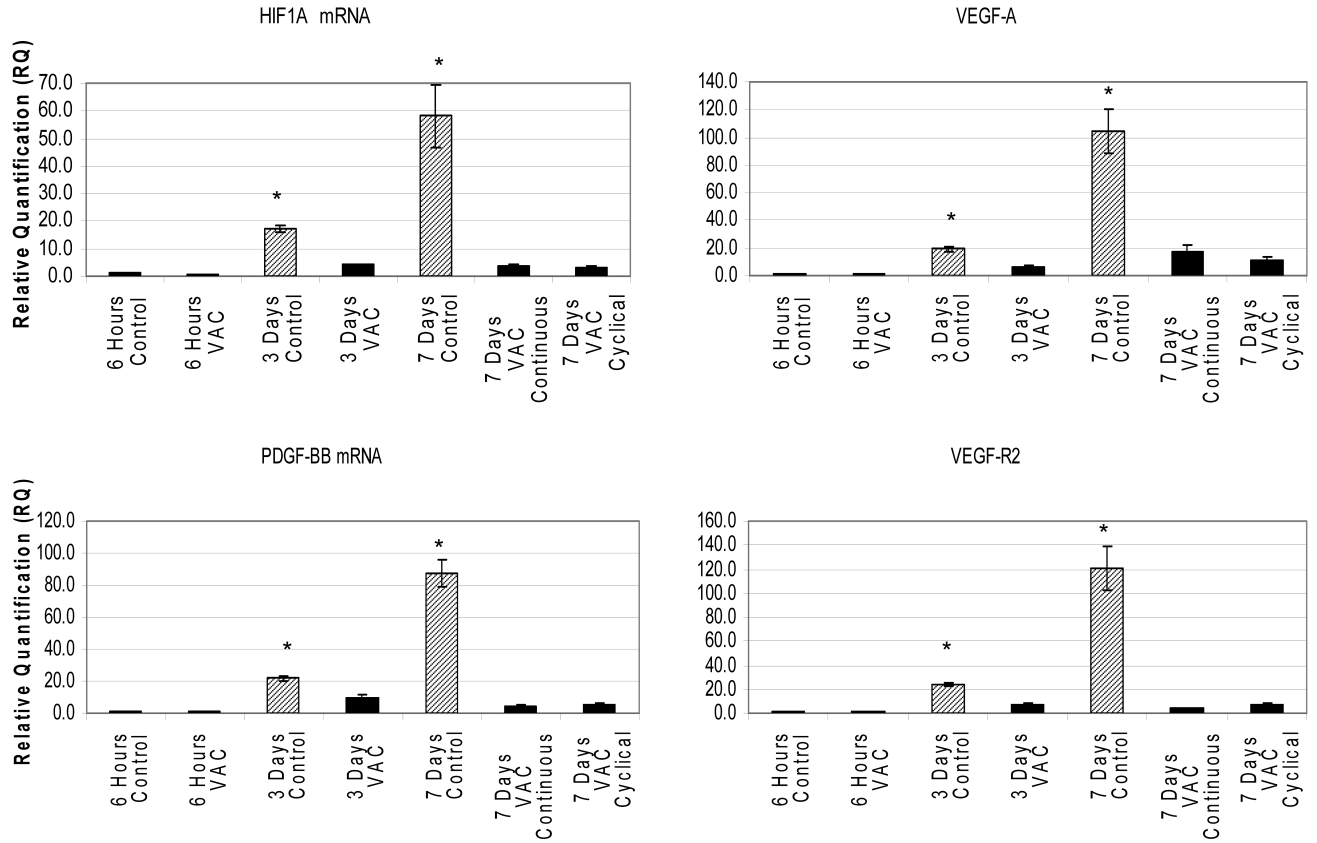 HIF1A mRNA
Relative Quantification (RQ)
70.0
60.0
50.0
40.0
30.0
20.0
10.0
0.0
*
*
6 Hours
Control
6 Hours
VAC
3 Days
Control
3 Days
VAC
7 Days
Control
7 Days
VAC
Continuous
7 Days
VAC
Cyclical
VEGF-A
140.0
120.0
100.0
80.0
60.0
40.0
20.0
0.0
*
*
6 Hours
Control
6 Hours
VAC
3 Days
Control
3 Days
VAC
7 Days
Control
7 Days
VAC
Continuous
7 Days
VAC
Cyclical
PDGF-BB mRNA
Relative Quantification (RQ)
120.0
100.0
80.0
60.0
40.0
20.0
0.0
*
*
6 Hours
Control
6 Hours
VAC
3 Days
Control
3 Days
VAC
7 Days
Control
7 Days
VAC
Continuous
7 Days
VAC
Cyclical
VEGF-R2
160.0
140.0
120.0
100.0
80.0
60.0
40.0
20.0
0.0
*
*
6 Hours
Control
6 Hours
VAC
3 Days
Control
3 Days
VAC
7 Days
Control
7 Days
VAC
Continuous
7 Days
VAC
Cyclical